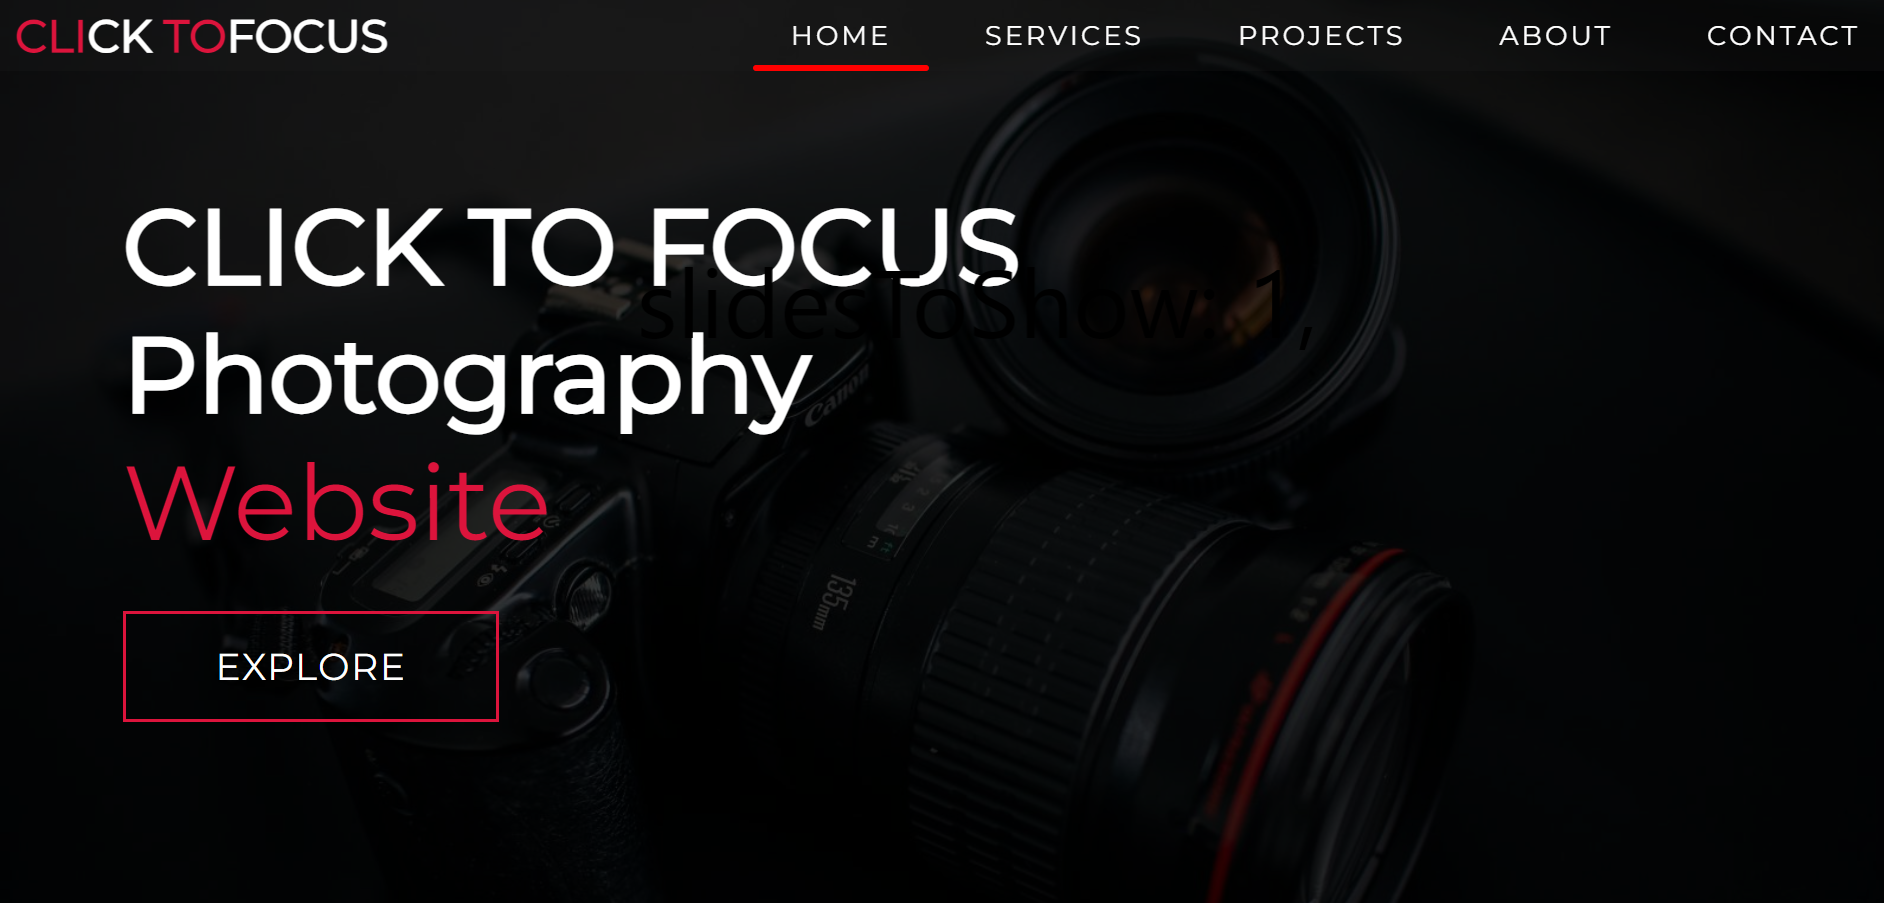 CLICK TOFOCUS
HOME SERVICES PROJECTS ABOUT CONTACT
CLICK TO FOCUS
slidesToShow: 1,
Photography
Canon
Website
135mm
EXPLORE